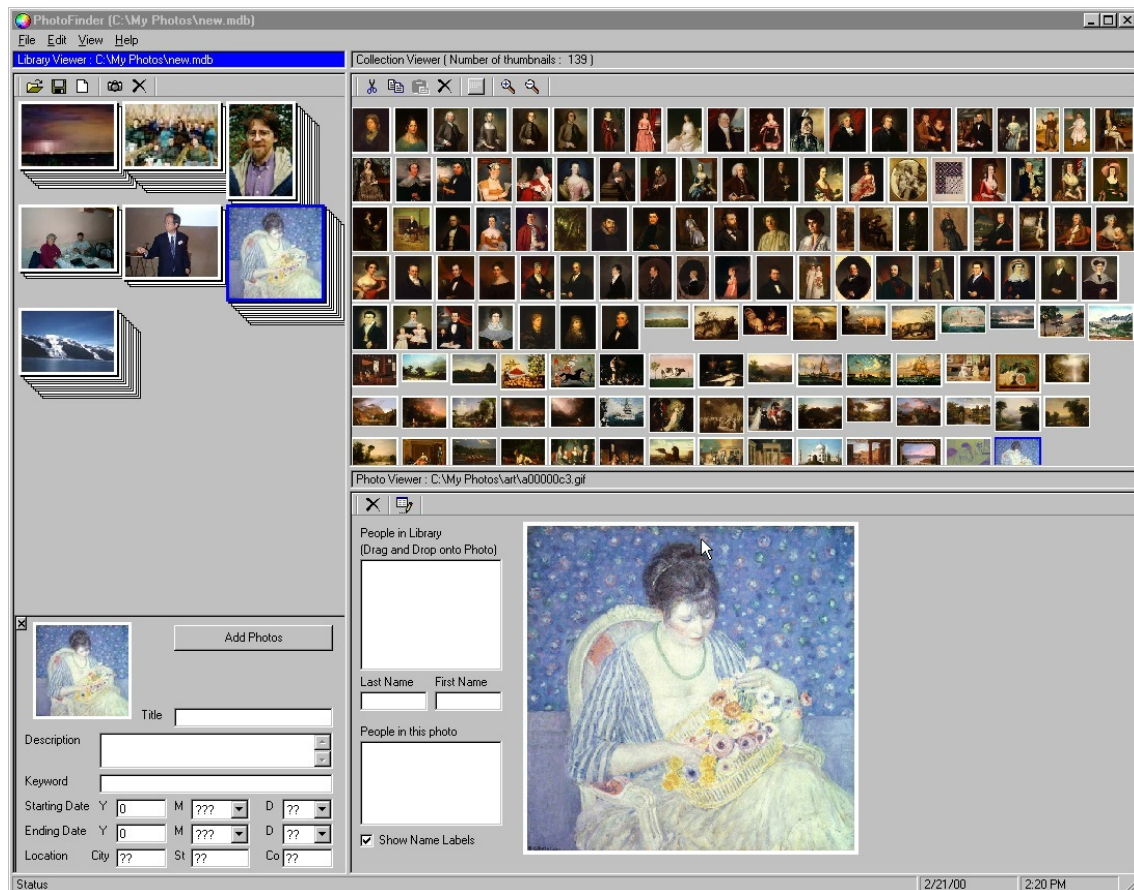 PhotoFinder (C:\My Photos\new.mdb)
File Edit View Help
Library Viewer : C:\My Photos\new.mdb
Collection Viewer ( Number of thumbnails : 139 )
Photo Viewer : C:\My Photos\art\a00000c3.gif
People in Library
(Drag and Drop onto Photo)
Last Name First Name
People in this photo
Show Name Labels
Add Photos
Title
Description
Keyword
Starting Date Y 0 M ??? D ??
Ending Date Y 0 M ??? D ??
Location City ?? St ?? Co ??
Status 2/21/00 2:20 PM